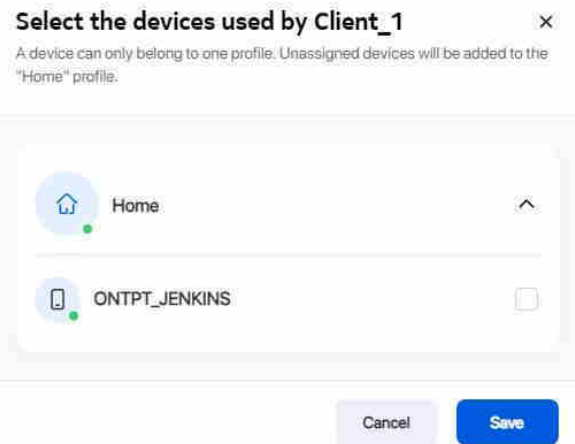 Select the devices used by Client_1
A device can only belong to one profile. Unassigned devices will be added to the
"Home" profile.
Home
ONTPT_JENKINS
Cancel
Save